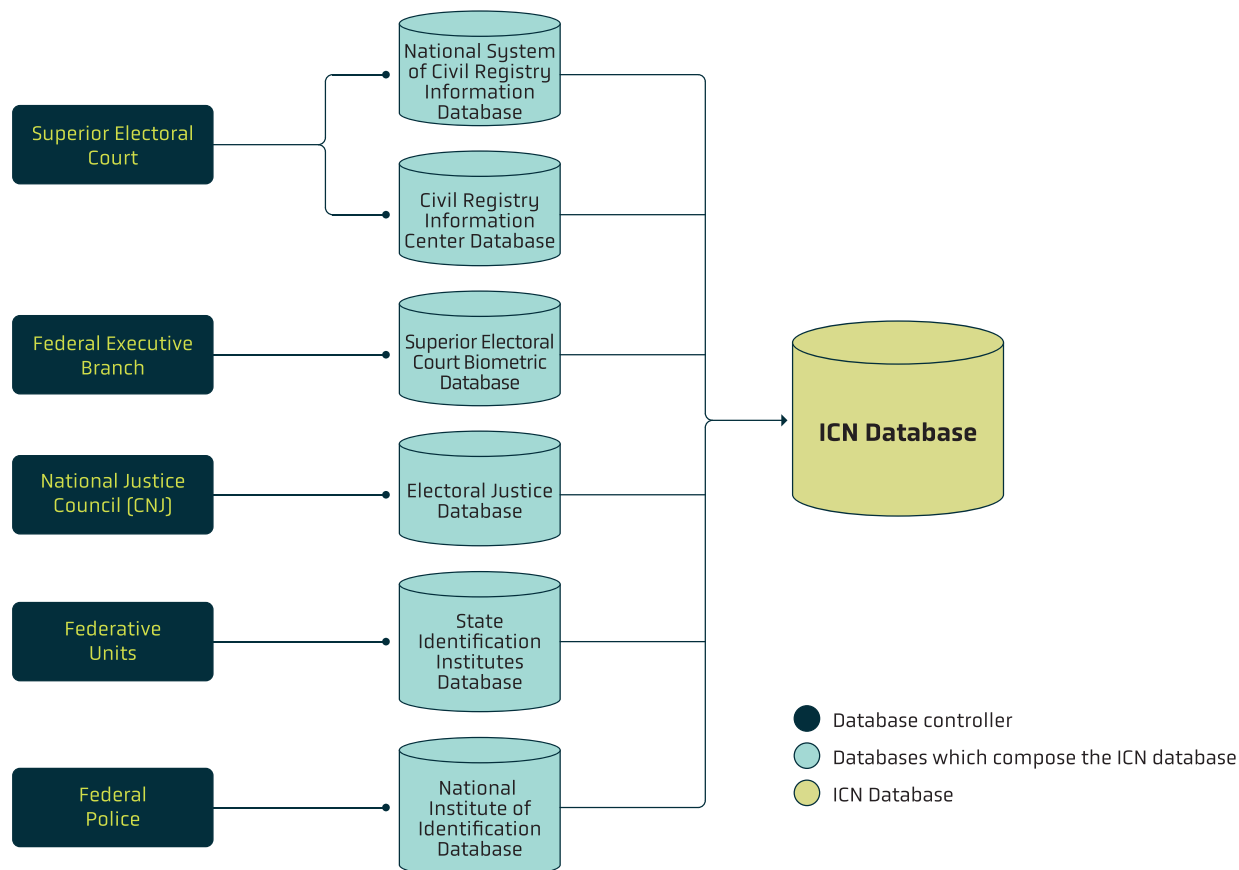 Superior Electoral
Court
National System
of Civil Registry
Information
Database
Civil Registry
Information
Center Database
Federal Executive
Branch
Superior Electoral
Court Biometric
Database
National Justice
Council (CNJ)
Electoral Justice
Database
Federative
Units
State
Identification
Institutes
Database
Federal
Police
National
Institute of
Identification
Database
ICN Database
Database controller
Databases which compose the ICN database
ICN Database